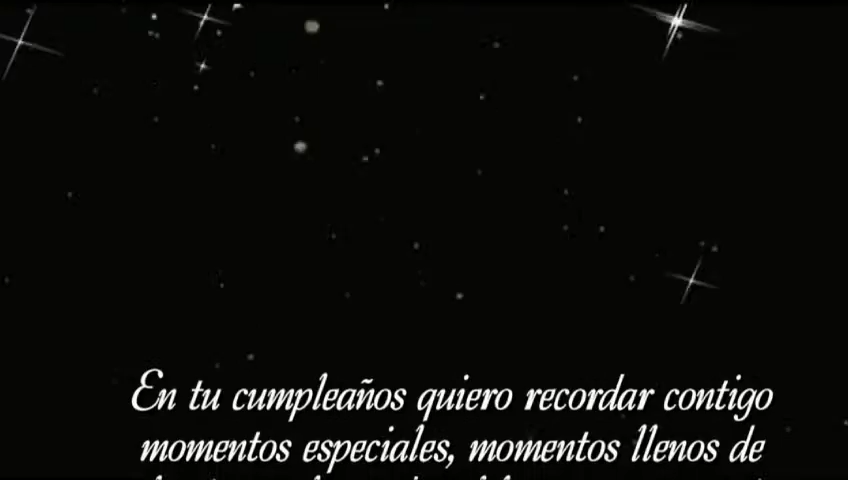 En tu cumpleaños quiero recordar contigo
momentos especiales, momentos llenos de